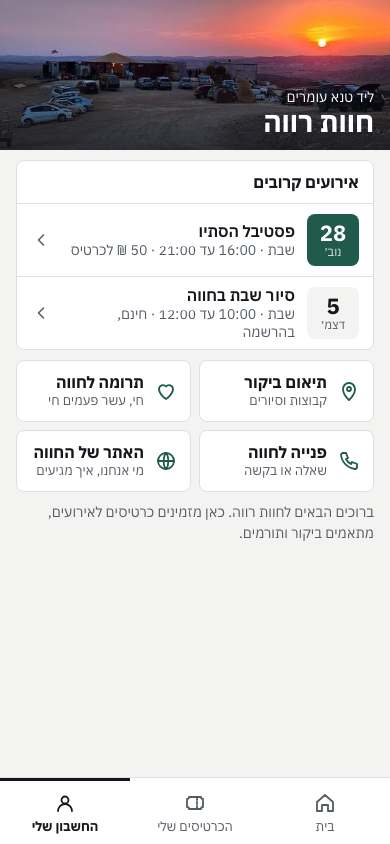 ליד טנא עומרים
חוות רווה
אירועים קרובים
28
נוב׳
פסטיבל הסתיו
שבת · 16:00 עד 21:00 · 50 ₪ לכרטיס
5
דצמ׳
סיור שבת בחווה
שבת · 10:00 עד 12:00 · חינם,
בהרשמה
תיאום ביקור
קבוצות וסיורים
תרומה לחווה
חי, עשר פעמים חי
פנייה לחווה
שאלה או בקשה
האתר של החווה
מי אנחנו, איך מגיעים
ברוכים הבאים לחוות רווה. כאן מזמינים כרטיסים לאירועים,
מתאמים ביקור ותורמים.
בית
הכרטיסים שלי
החשבון שלי